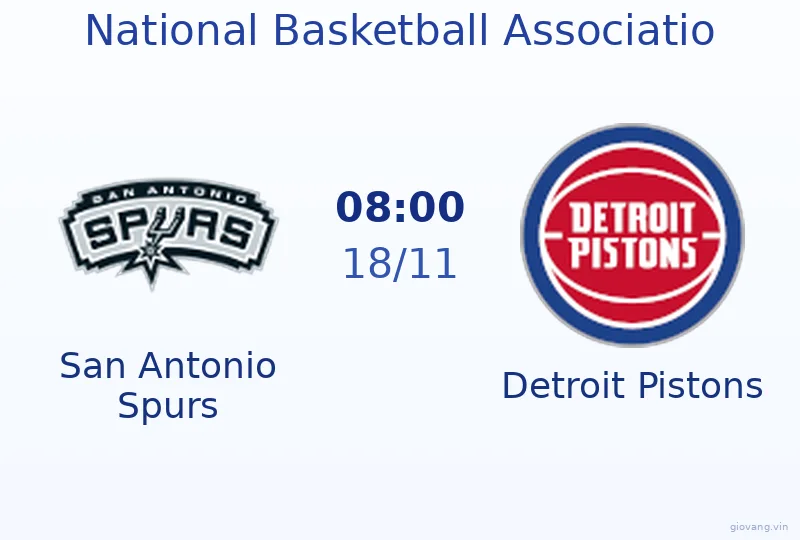 National Basketball Associatio
SAN ANTONIO
SPURS
08:00
18/11
DETROIT
PISTONS
San Antonio
Spurs
Detroit Pistons
giovang.vin